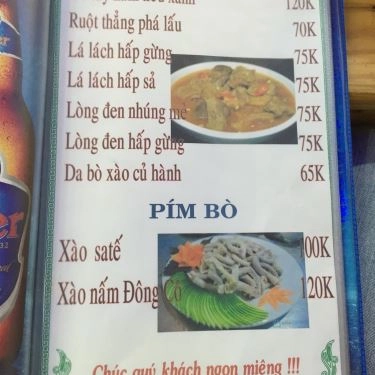 120K
Ruột thẳng phá lấu 70K
Lá lách hấp gừng 75K
Lá lách hấp sả 75K
Lòng đen nhúng mẻ 75K
Lòng đen hấp gừng 75K
Da bò xào củ hành 65K
PÍM BÒ
Xào satế 100K
Xào nấm Đông Cô 120K
Chúc quý khách ngon miệng !!!